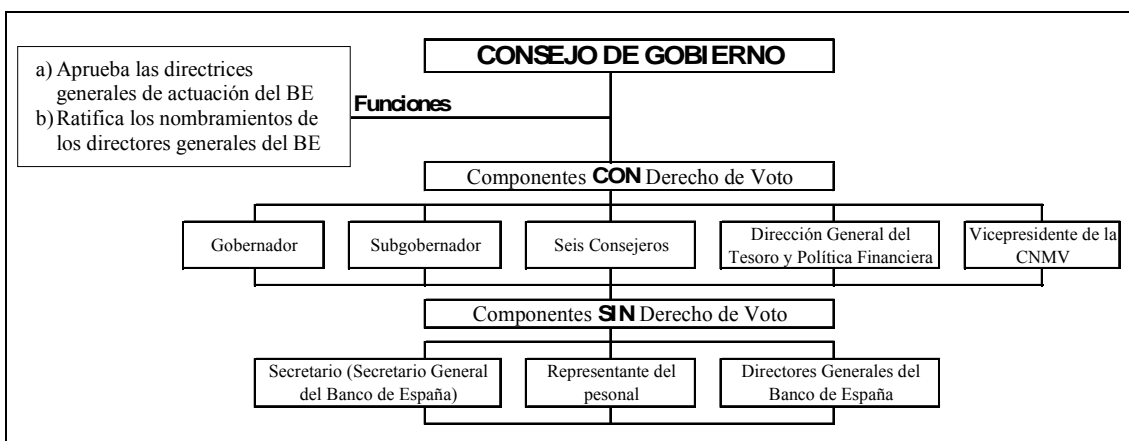 CONSEJO DE GOBIERNO
a) Aprueba las directrices
generales de actuación del BE
b) Ratifica los nombramientos de
los directores generales del BE
Funciones
Componentes CON Derecho de Voto
Gobernador
Subgobernador
Seis Consejeros
Dirección General del
Tesoro y Política Financiera
Vicepresidente de la
CNMV
Componentes SIN Derecho de Voto
Secretario (Secretario General
del Banco de España)
Representante del
pesonal
Directores Generales del
Banco de España